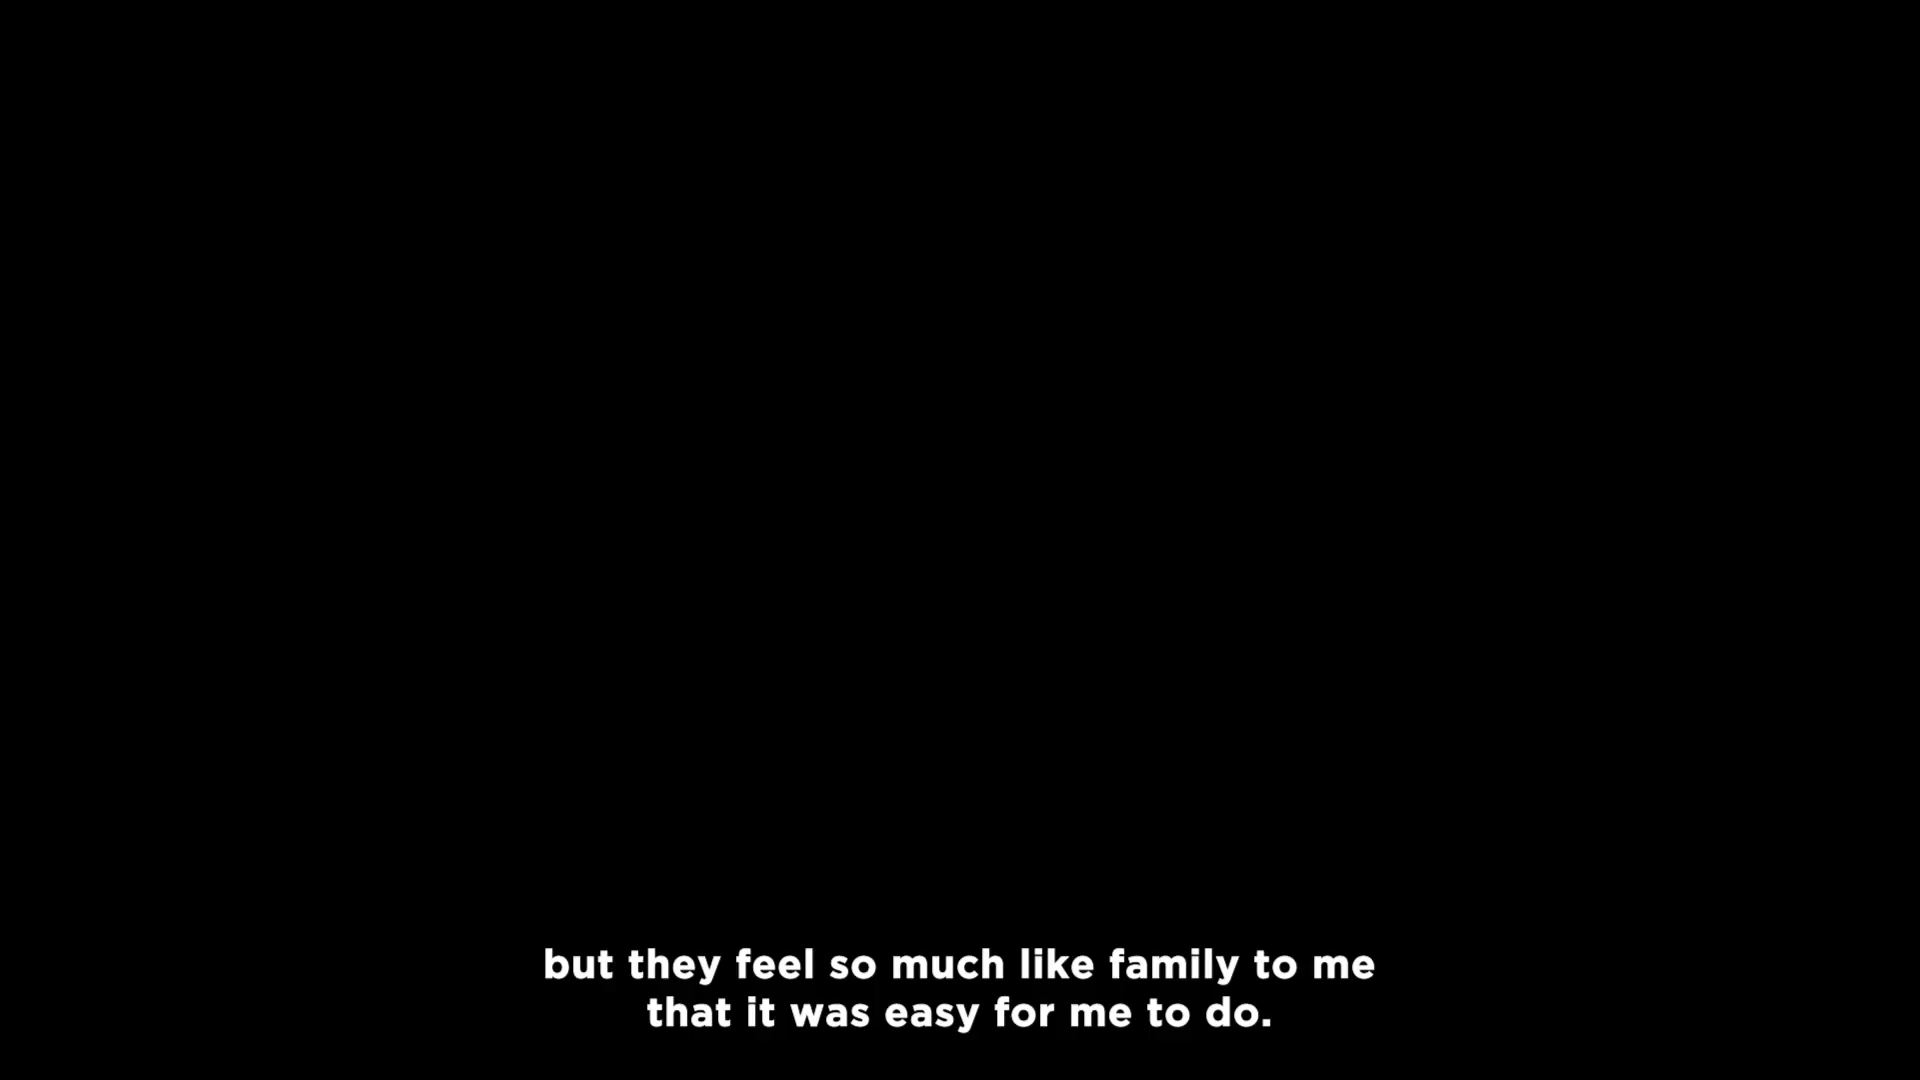 but they feel so much like family to me
that it was easy for me to do.